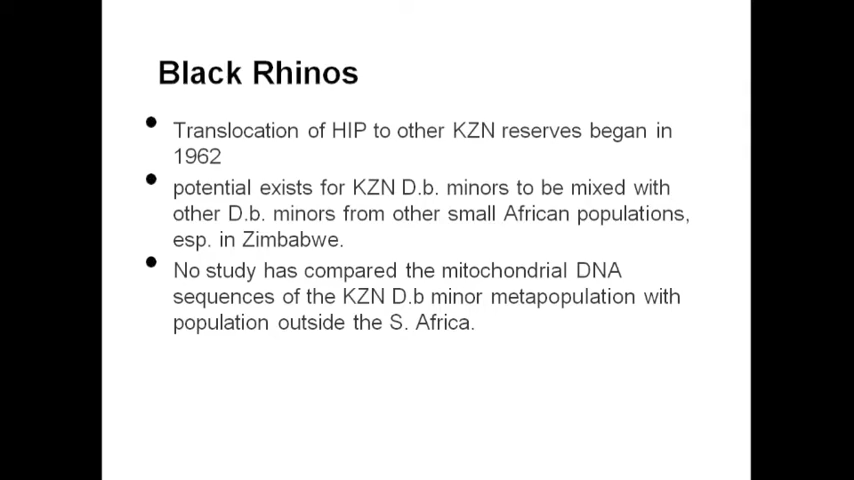 Black Rhinos
• Translocation of HIP to other KZN reserves began in
1962
• potential exists for KZN D.b. minors to be mixed with
other D.b. minors from other small African populations,
esp. in Zimbabwe.
• No study has compared the mitochondrial DNA
sequences of the KZN D.b minor metapopulation with
population outside the S. Africa.